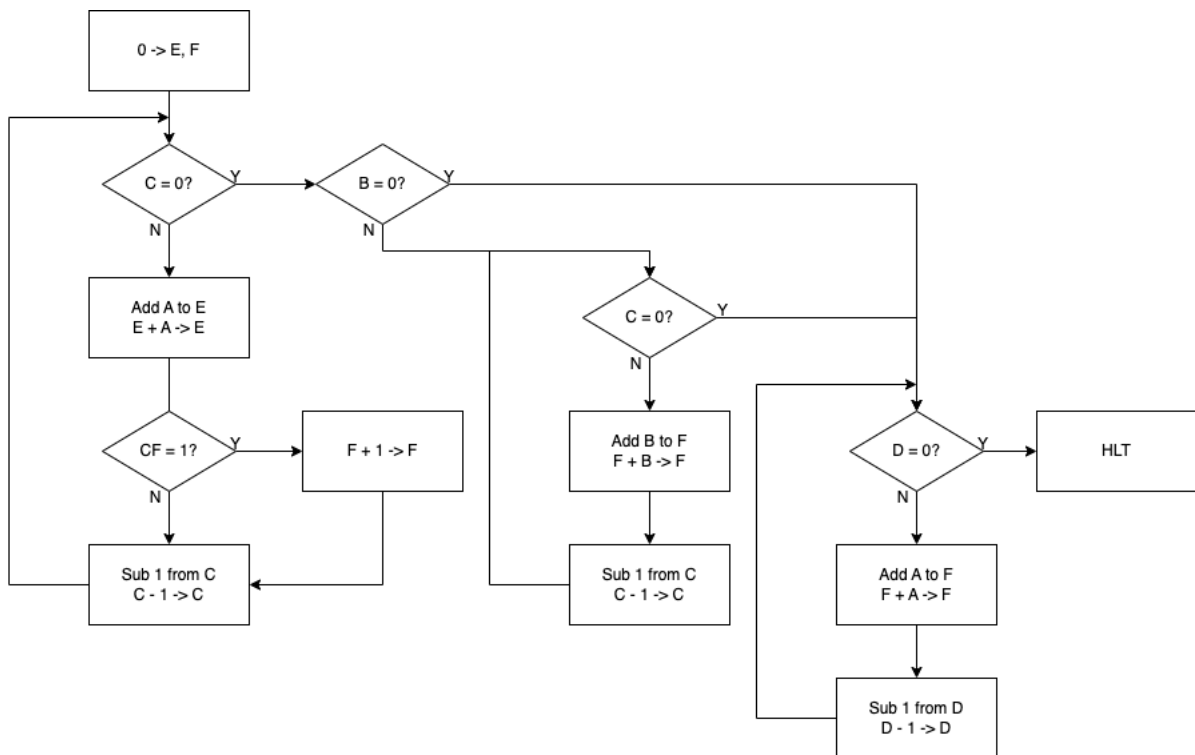 0 -> E, F
C = 0?
Y
N
B = 0?
Y
N
Add A to E
E + A -> E
C = 0?
Y
N
CF = 1?
Y
N
F + 1 -> F
Add B to F
F + B -> F
D = 0?
Y
N
HLT
Sub 1 from C
C - 1 -> C
Sub 1 from C
C - 1 -> C
Add A to F
F + A -> F
Sub 1 from D
D - 1 -> D